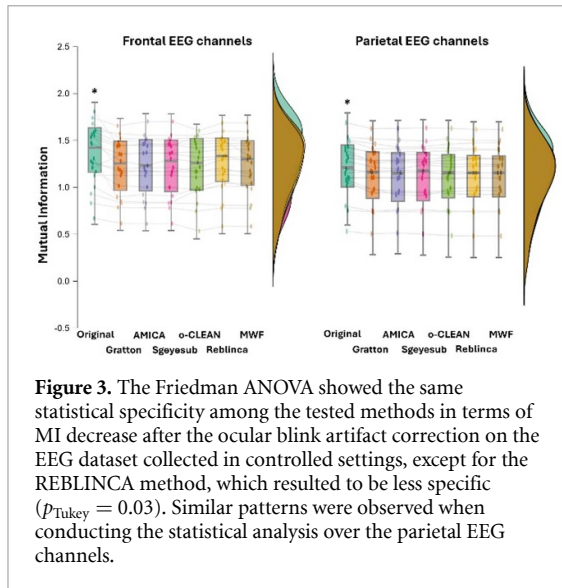 Frontal EEG channels
Parietal EEG channels
Mutual Information
2.5
2.0
1.5
1.0
0.5
0.0
-0.5
*
*
Original AMICA o-CLEAN MWF
Gratton Sgeyesub Reblinca
Original AMICA o-CLEAN MWF
Gratton Sgeyesub Reblinca
Figure 3. The Friedman ANOVA showed the same
statistical specificity among the tested methods in terms of
MI decrease after the ocular blink artifact correction on the
EEG dataset collected in controlled settings, except for the
REBLINCA method, which resulted to be less specific
(pTukey = 0.03). Similar patterns were observed when
conducting the statistical analysis over the parietal EEG
channels.